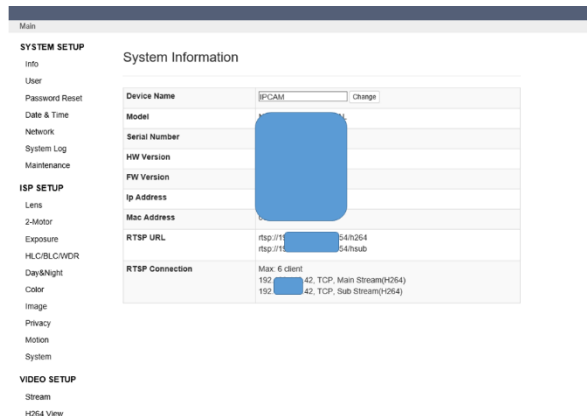 Main
SYSTEM SETUP
Info
User
Password Reset
Date & Time
Network
System Log
Maintenance
ISP SETUP
Lens
2-Motor
Exposure
HLC/BLC/WDR
Day&Night
Color
Image
Privacy
Motion
System
VIDEO SETUP
Stream
H264 View
System Information
Device Name IPCAM Change
Model
Serial Number
HW Version
FW Version
Ip Address
Mac Address
RTSP URL rtsp://1 54/h264
rtsp://1 54/hsub
RTSP Connection Max: 6 client
192. 42, TCP, Main Stream(H264)
192. 42, TCP, Sub Stream(H264)